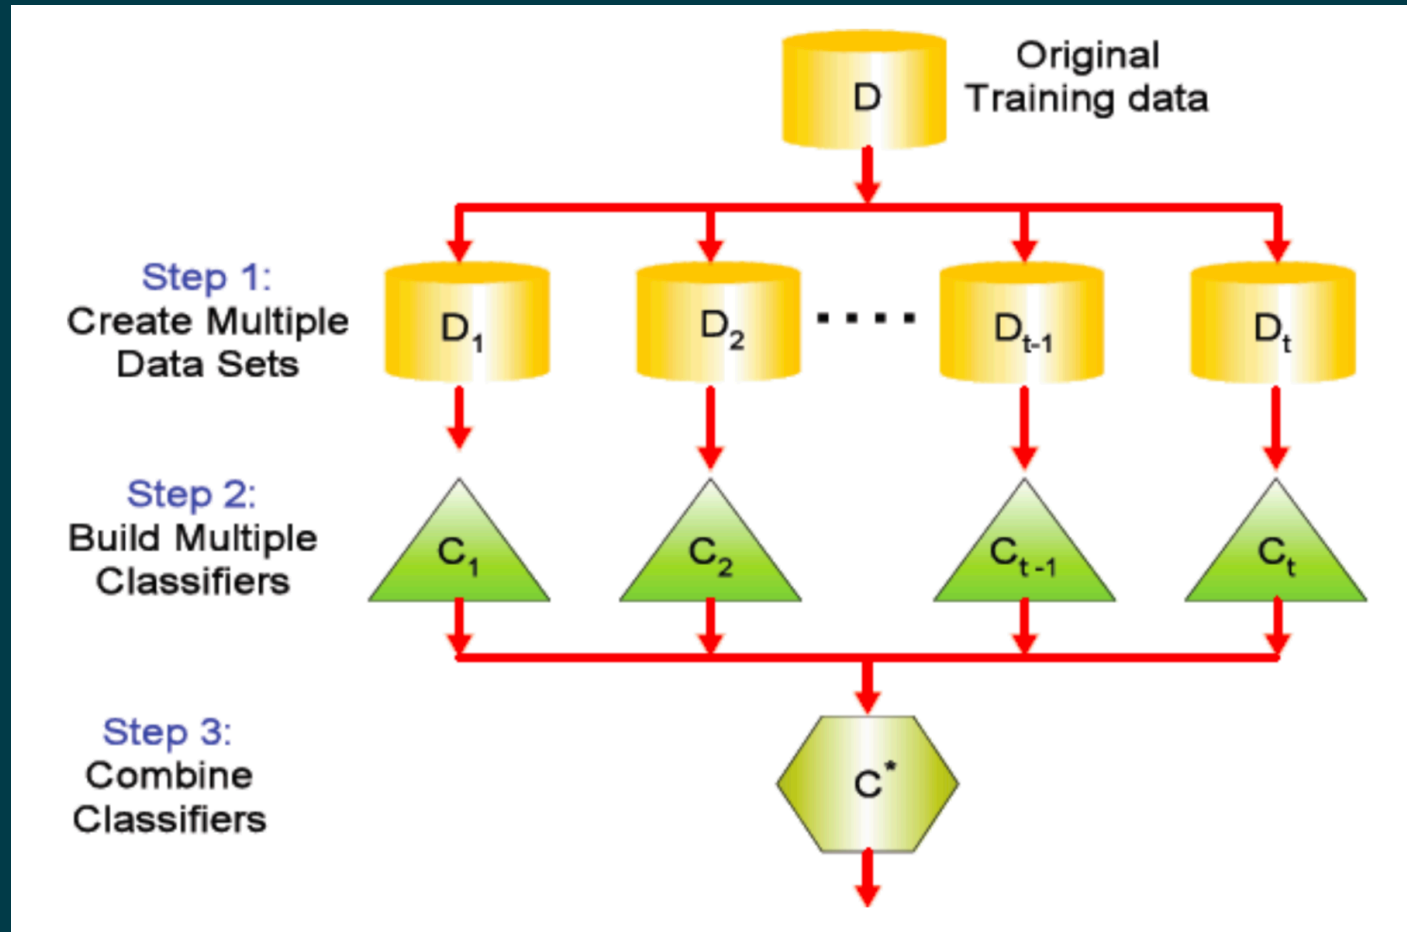 D
Original
Training data
Step 1:
Create Multiple
Data Sets
D₁
D₂
....
Dₜ₋₁
Dₜ
Step 2:
Build Multiple
Classifiers
C₁
C₂
Cₜ₋₁
Cₜ
Step 3:
Combine
Classifiers
C*